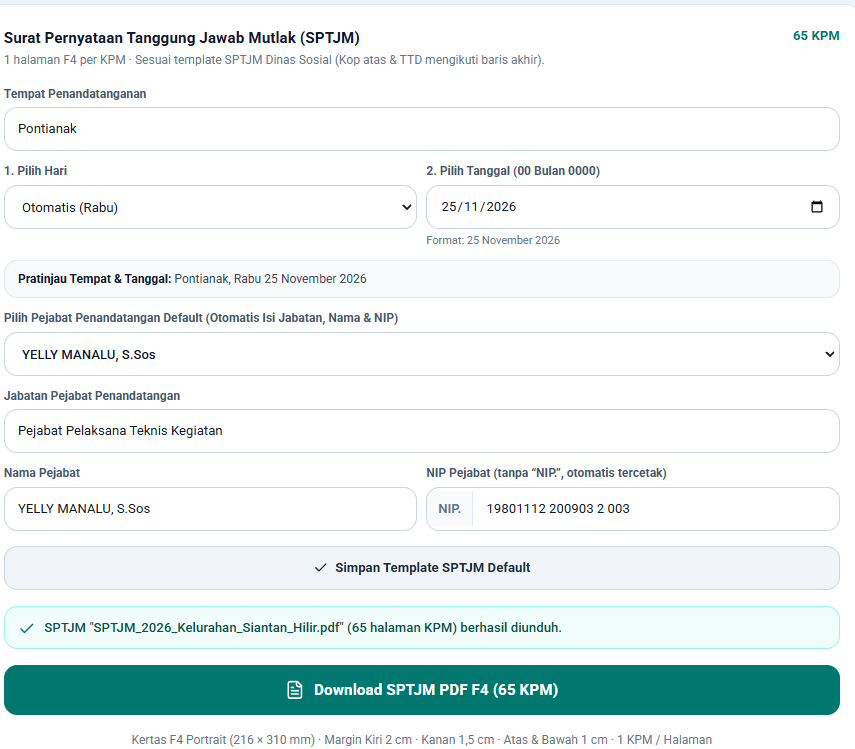 Surat Pernyataan Tanggung Jawab Mutlak (SPTJM)
65 KPM
1 halaman F4 per KPM · Sesuai template SPTJM Dinas Sosial (Kop atas & TTD mengikuti baris akhir).
Tempat Penandatanganan
Pontianak
1. Pilih Hari
2. Pilih Tanggal (00 Bulan 0000)
Otomatis (Rabu)
25/11/2026
Format: 25 November 2026
Pratinjau Tempat & Tanggal: Pontianak, Rabu 25 November 2026
Pilih Pejabat Penandatangan Default (Otomatis Isi Jabatan, Nama & NIP)
YELLY MANALU, S.Sos
Jabatan Pejabat Penandatangan
Pejabat Pelaksana Teknis Kegiatan
Nama Pejabat
NIP Pejabat (tanpa “NIP.”, otomatis tercetak)
YELLY MANALU, S.Sos
NIP. 19801112 200903 2 003
Simpan Template SPTJM Default
SPTJM "SPTJM_2026_Kelurahan_Siantan_Hilir.pdf" (65 halaman KPM) berhasil diunduh.
Download SPTJM PDF F4 (65 KPM)
Kertas F4 Portrait (216 × 310 mm) · Margin Kiri 2 cm · Kanan 1,5 cm · Atas & Bawah 1 cm · 1 KPM / Halaman